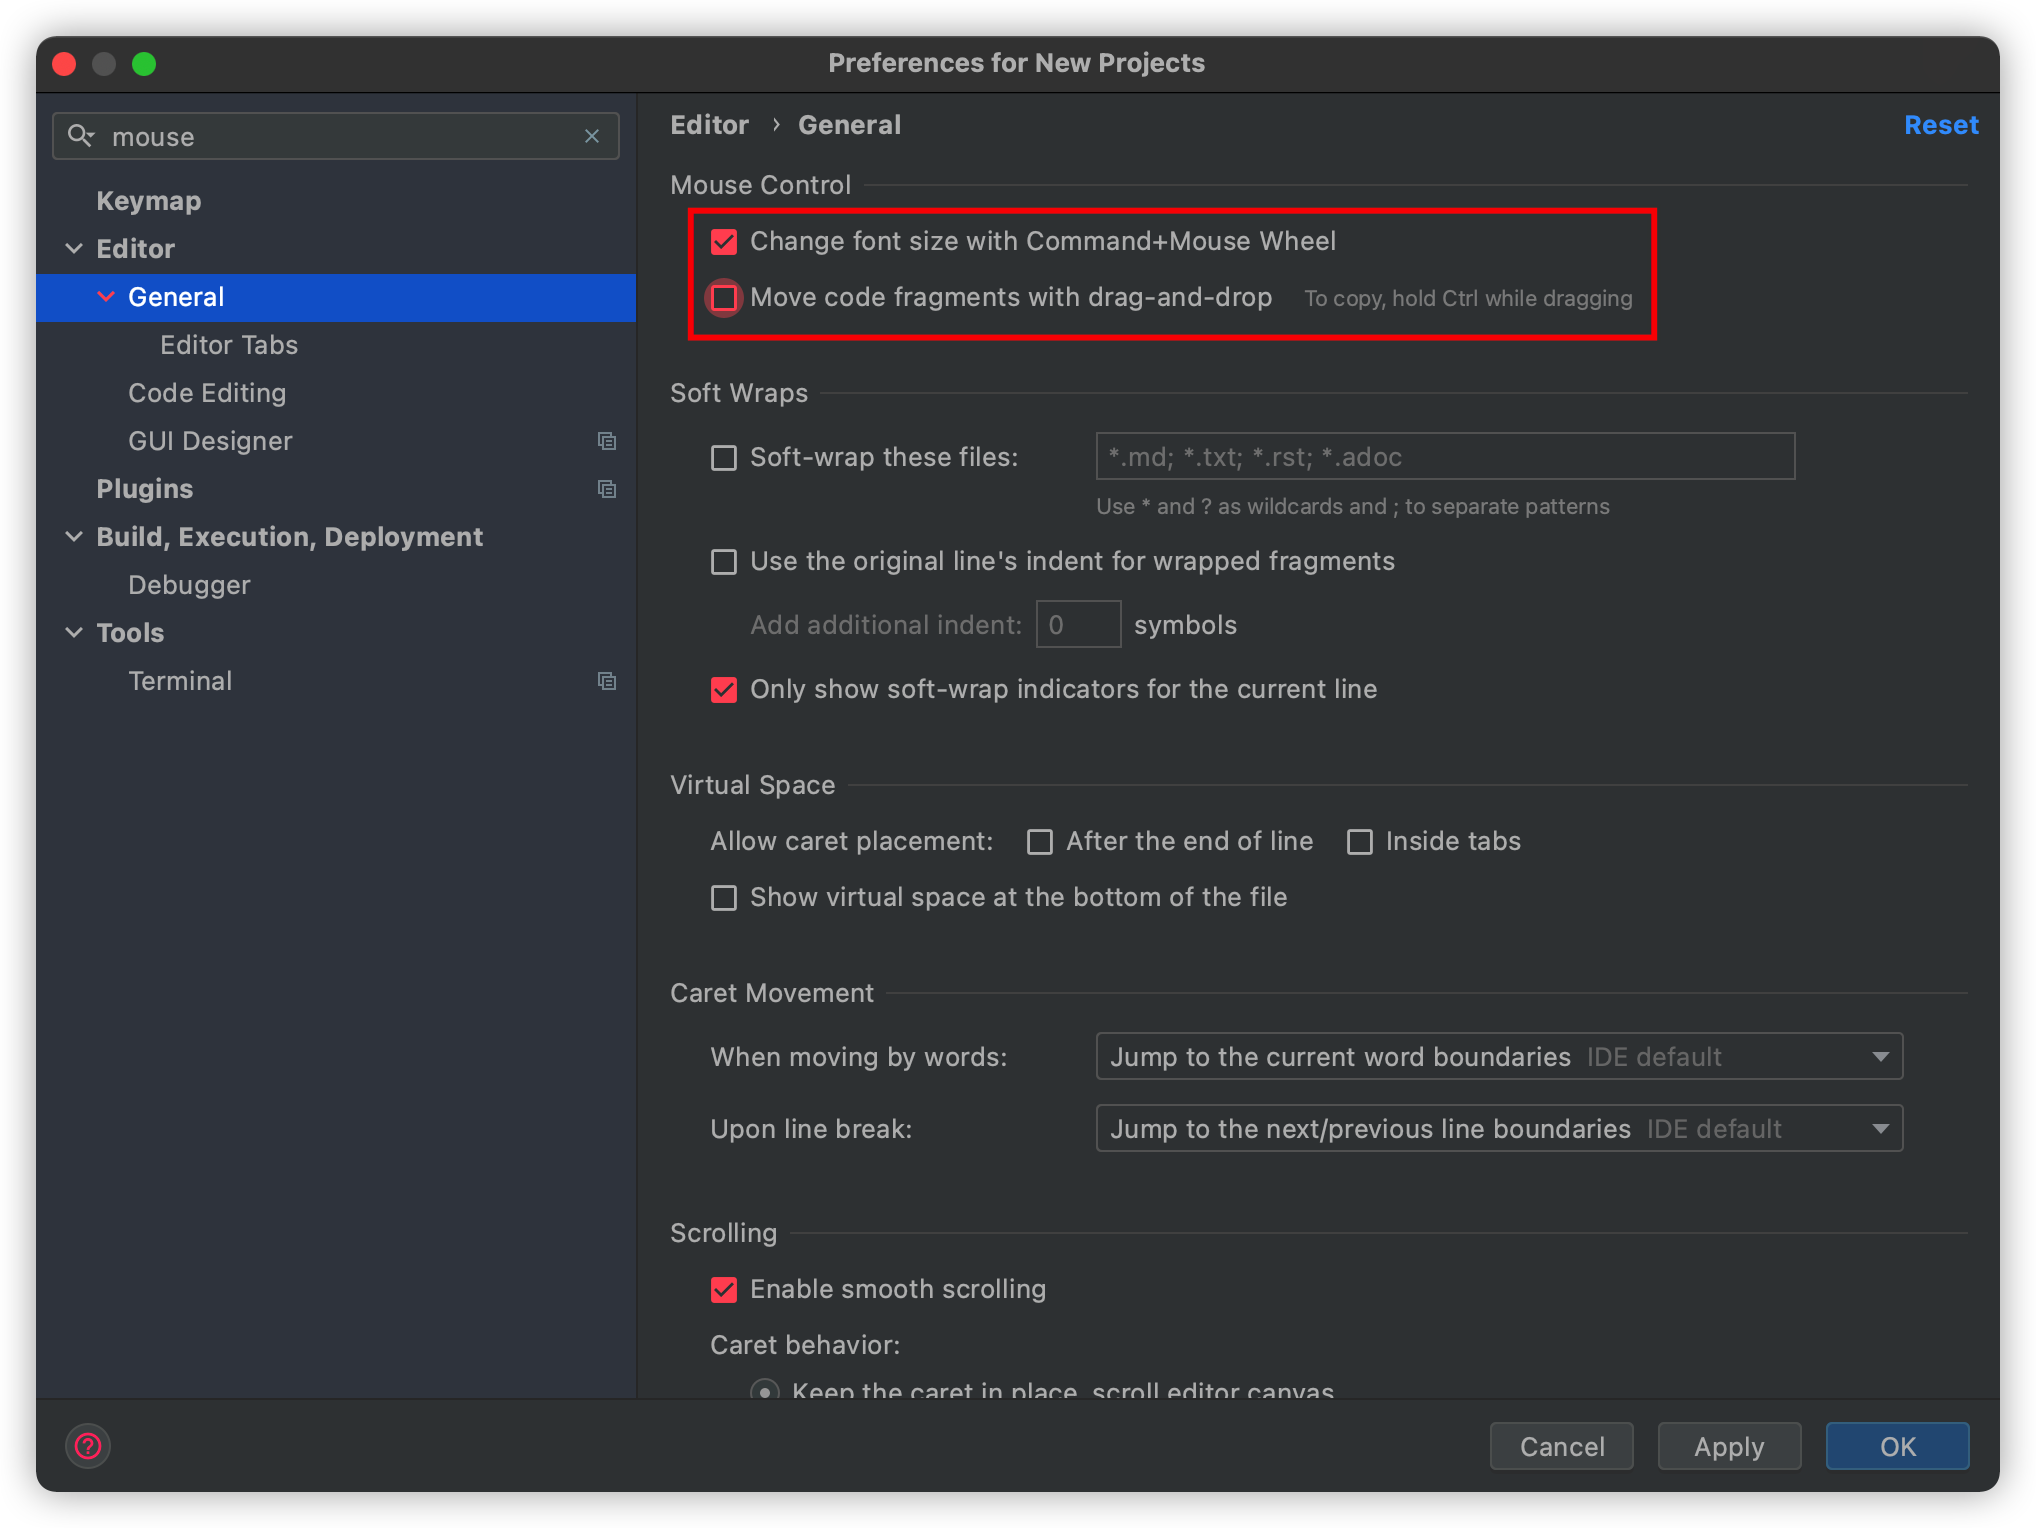 Preferences for New Projects
mouse
Keymap
Editor
General
Editor Tabs
Code Editing
GUI Designer
Plugins
Build, Execution, Deployment
Debugger
Tools
Terminal
Editor › General
Reset
Mouse Control
Change font size with Command+Mouse Wheel
Move code fragments with drag-and-drop To copy, hold Ctrl while dragging
Soft Wraps
Soft-wrap these files: *.md; *.txt; *.rst; *.adoc
Use * and ? as wildcards and ; to separate patterns
Use the original line's indent for wrapped fragments
Add additional indent: 0 symbols
Only show soft-wrap indicators for the current line
Virtual Space
Allow caret placement: After the end of line Inside tabs
Show virtual space at the bottom of the file
Caret Movement
When moving by words: Jump to the current word boundaries IDE default
Upon line break: Jump to the next/previous line boundaries IDE default
Scrolling
Enable smooth scrolling
Caret behavior:
Keep the caret in place, scroll editor canvas
?
Cancel Apply OK